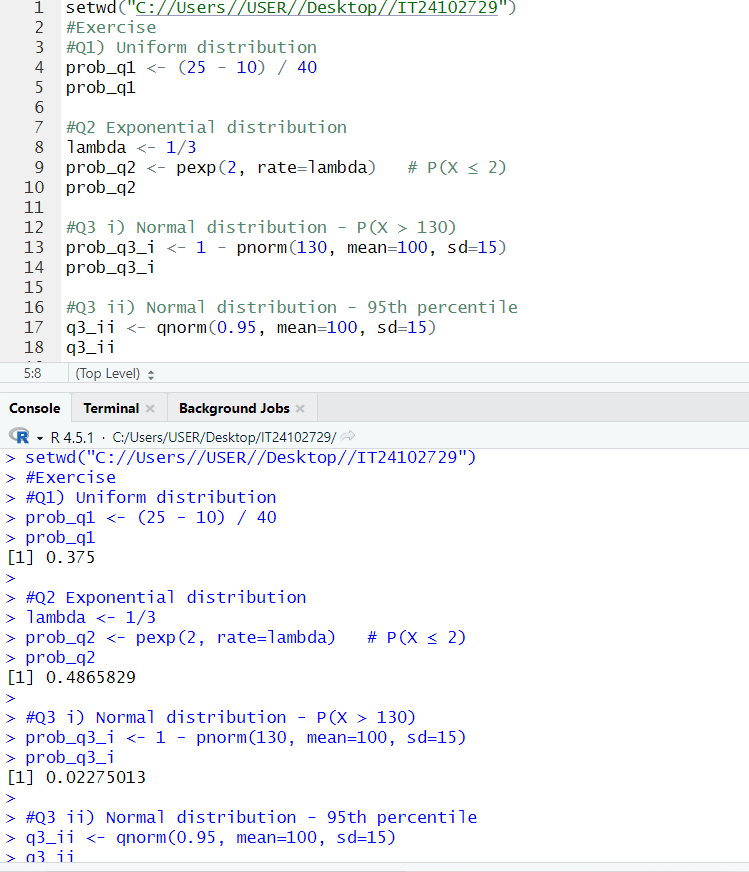 1 setwd("C://Users//USER//Desktop//IT24102729")
2 #Exercise
3 #Q1) Uniform distribution
4 prob_q1 <- (25 - 10) / 40
5 prob_q1
6
7 #Q2 Exponential distribution
8 lambda <- 1/3
9 prob_q2 <- pexp(2, rate=lambda)   # P(X ≤ 2)
10 prob_q2
11
12 #Q3 i) Normal distribution - P(X > 130)
13 prob_q3_i <- 1 - pnorm(130, mean=100, sd=15)
14 prob_q3_i
15
16 #Q3 ii) Normal distribution - 95th percentile
17 q3_ii <- qnorm(0.95, mean=100, sd=15)
18 q3_ii
5:8 (Top Level)
Console Terminal Background Jobs
R R 4.5.1 · C:/Users/USER/Desktop/IT24102729/
> setwd("C://Users//USER//Desktop//IT24102729")
> #Exercise
> #Q1) Uniform distribution
> prob_q1 <- (25 - 10) / 40
> prob_q1
[1] 0.375
>
> #Q2 Exponential distribution
> lambda <- 1/3
> prob_q2 <- pexp(2, rate=lambda)   # P(X ≤ 2)
> prob_q2
[1] 0.4865829
>
> #Q3 i) Normal distribution - P(X > 130)
> prob_q3_i <- 1 - pnorm(130, mean=100, sd=15)
> prob_q3_i
[1] 0.02275013
>
> #Q3 ii) Normal distribution - 95th percentile
> q3_ii <- qnorm(0.95, mean=100, sd=15)
> q3_ii